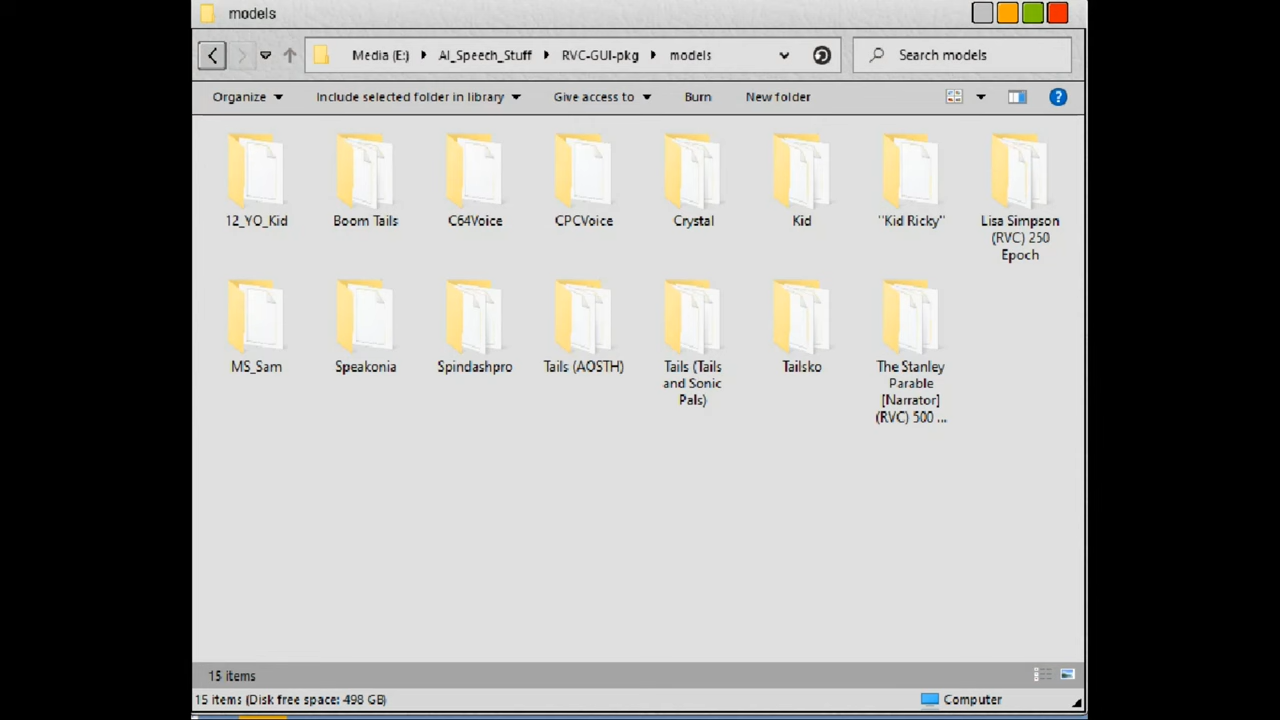 models
Media (E:) AI_Speech_Stuff RVC-GUI-pkg models Search models
Organize Include selected folder in library Give access to Burn New folder ?
12_YO_Kid Boom Tails C64Voice CPCVoice Crystal Kid "Kid Ricky" Lisa Simpson
(RVC) 250
Epoch
MS_Sam Speakonia Spindashpro Tails (AOSTH) Tails (Tails Tailsko The Stanley
and Sonic Parable
Pals) [Narrator]
(RVC) 500 ...
15 items
15 items (Disk free space: 498 GB) Computer